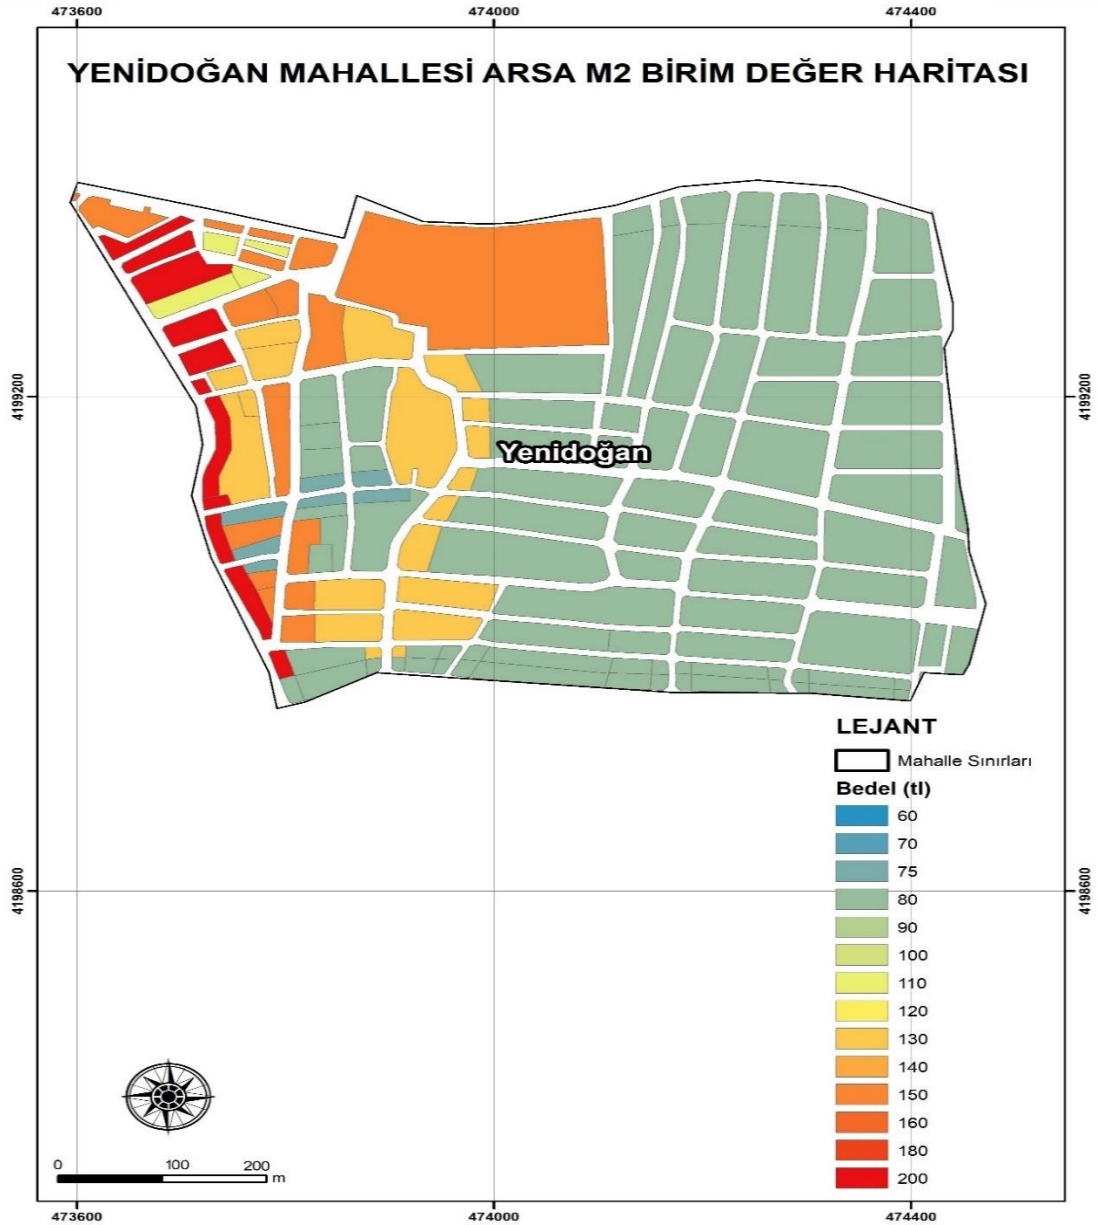 473600 474000 474400
YENİDOĞAN MAHALLESİ ARSA M2 BİRİM DEĞER HARİTASI
4199200 4199200
Yenidoğan
LEJANT
Mahalle Sınırları
Bedel (tl)
60
70
75
80
4198600 4198600
90
100
110
120
130
140
150
160
180
200
0 100 200
m
473600 474000 474400